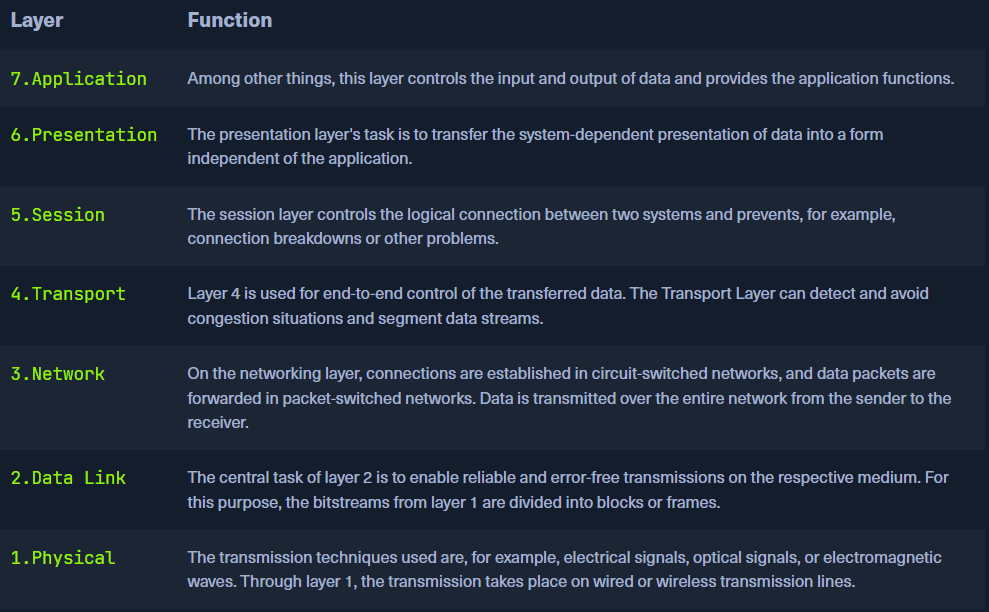 Layer Function
7.Application Among other things, this layer controls the input and output of data and provides the application functions.
6.Presentation The presentation layer's task is to transfer the system-dependent presentation of data into a form
independent of the application.
5.Session The session layer controls the logical connection between two systems and prevents, for example,
connection breakdowns or other problems.
4.Transport Layer 4 is used for end-to-end control of the transferred data. The Transport Layer can detect and avoid
congestion situations and segment data streams.
3.Network On the networking layer, connections are established in circuit-switched networks, and data packets are
forwarded in packet-switched networks. Data is transmitted over the entire network from the sender to the
receiver.
2.Data Link The central task of layer 2 is to enable reliable and error-free transmissions on the respective medium. For
this purpose, the bitstreams from layer 1 are divided into blocks or frames.
1.Physical The transmission techniques used are, for example, electrical signals, optical signals, or electromagnetic
waves. Through layer 1, the transmission takes place on wired or wireless transmission lines.